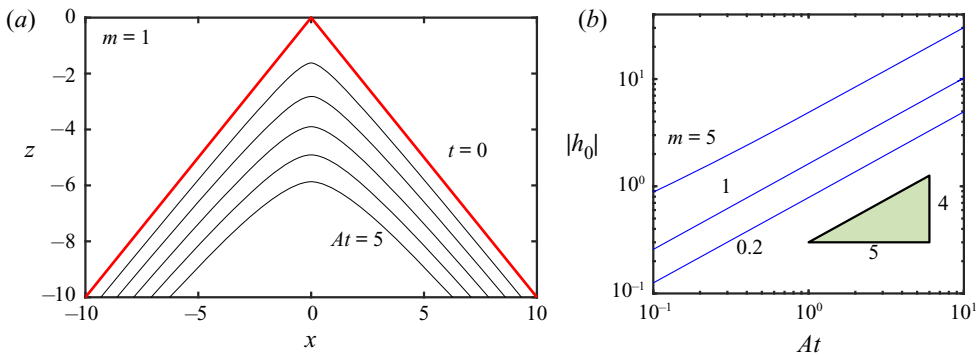 (a)
m = 1
0
−2
−4
−6
−8
−10
z
t = 0
At = 5
−10
−5
0
5
10
x
(b)
10¹
10⁰
10⁻¹
|h₀|
m = 5
1
0.2
4
5
10⁻¹
10⁰
10¹
At